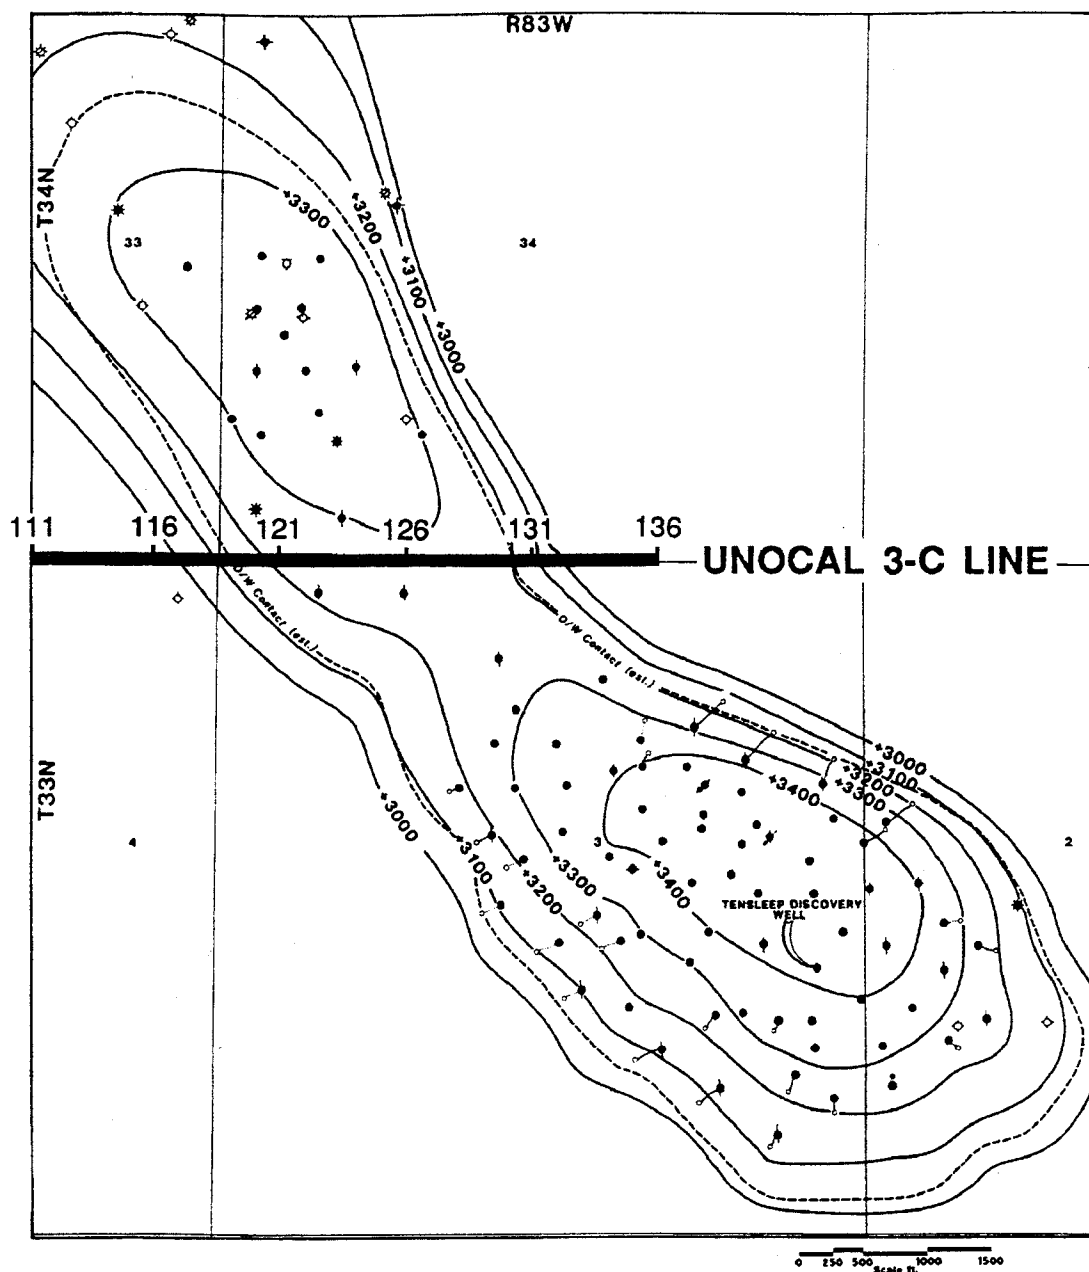 R83W
T34N
+3300
+3200
+3100
+3000
33
34
111
116
121
126
131
136
UNOCAL 3-C LINE
O/W Contact (est.)
O/W Contact (est.)
T33N
+3000
+3100
+3200
+3300
+3400
4
3
2
+3000
+3100
+3200
+3300
+3400
TENSLEEP DISCOVERY
WELL
0 250 500 1000 1500
Scale ft.